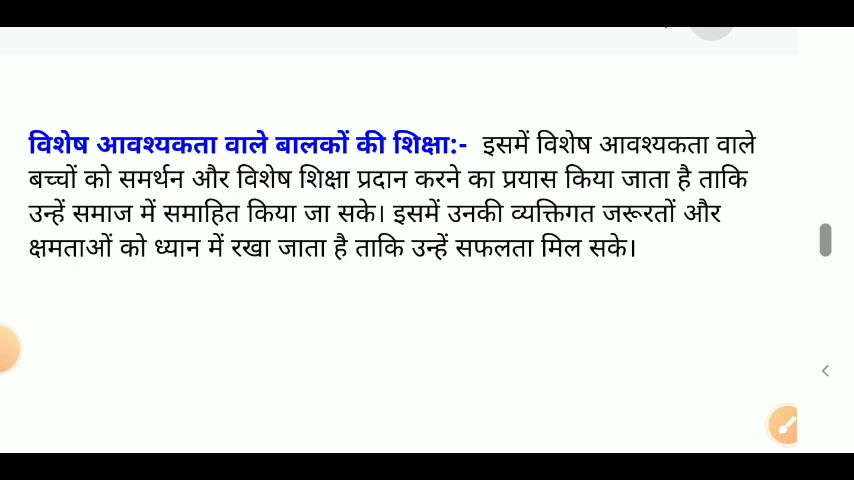 विशेष आवश्यकता वाले बालकों की शिक्षा:- इसमें विशेष आवश्यकता वाले
बच्चों को समर्थन और विशेष शिक्षा प्रदान करने का प्रयास किया जाता है ताकि
उन्हें समाज में समाहित किया जा सके। इसमें उनकी व्यक्तिगत जरूरतों और
क्षमताओं को ध्यान में रखा जाता है ताकि उन्हें सफलता मिल सके।